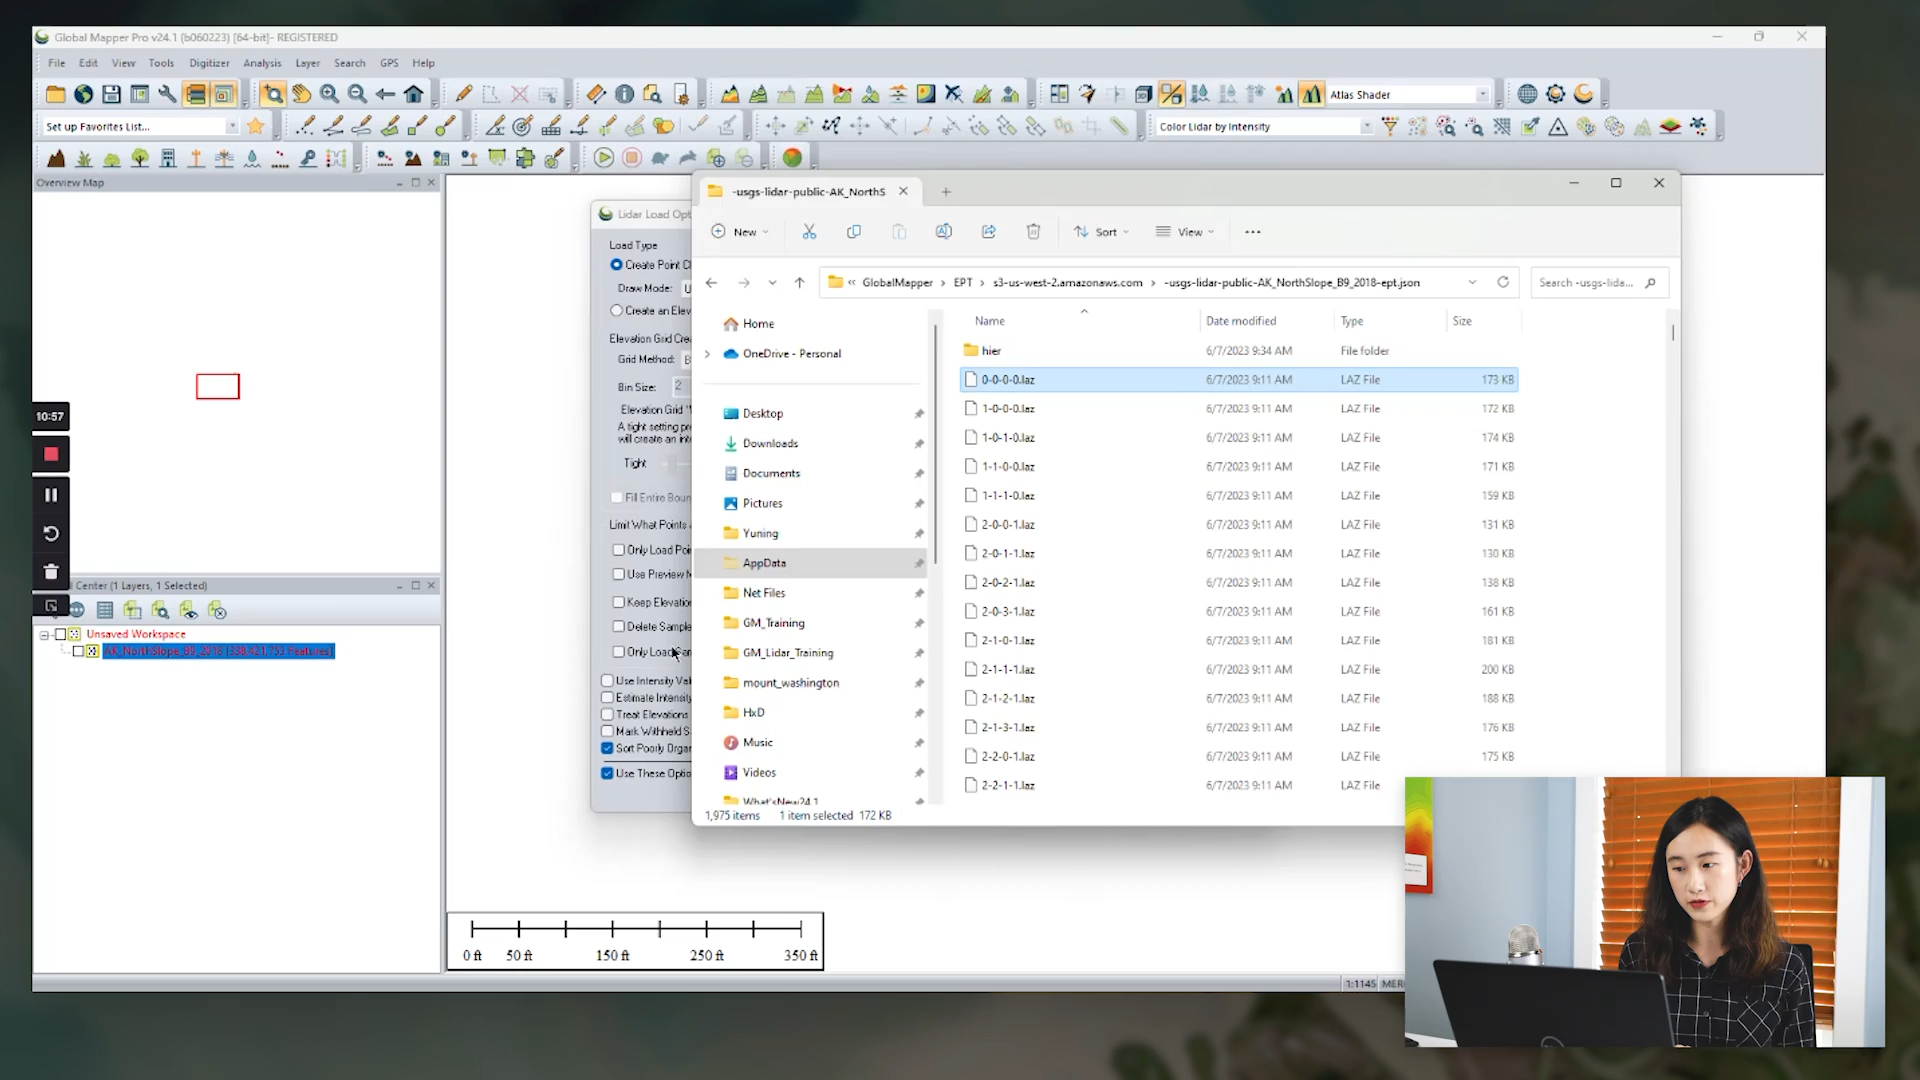 Global Mapper Pro v24.1 (b060223) [64-bit]- REGISTERED
File Edit View Tools Digitizer Analysis Layer Search GPS Help
Atlas Shader
Set up Favorites List...
Color Lidar by Intensity
Overview Map
10:57
Center (1 Layers, 1 Selected)
Unsaved Workspace
AK_NorthSlope_B9_2018 (338,421,753 Features)
Lidar Load Opt
Load Type
Create Point Cl
Draw Mode:
Create an Elev
Elevation Grid Cre
Grid Method:
Bin Size: 2
Elevation Grid "
A tight setting pr
will create an int
Tight
Fill Entire Boun
Limit What Points
Only Load Poi
Use Preview M
Keep Elevatio
Delete Sample
Only Load
Use Intensity Val
Estimate Intensity
Treat Elevations
Mark Withheld S
Sort Poorly Organ
Use These Optio
-usgs-lidar-public-AK_NorthS
New Sort View
« GlobalMapper › EPT › s3-us-west-2.amazonaws.com › -usgs-lidar-public-AK_NorthSlope_B9_2018-ept.json
Search -usgs-lida...
Home
OneDrive - Personal
Desktop
Downloads
Documents
Pictures
Yuning
AppData
Net Files
GM_Training
GM_Lidar_Training
mount_washington
HxD
Music
Videos
What'sNew24.1
Name Date modified Type Size
hier 6/7/2023 9:34 AM File folder
0-0-0-0.laz 6/7/2023 9:11 AM LAZ File 173 KB
1-0-0-0.laz 6/7/2023 9:11 AM LAZ File 172 KB
1-0-1-0.laz 6/7/2023 9:11 AM LAZ File 174 KB
1-1-0-0.laz 6/7/2023 9:11 AM LAZ File 171 KB
1-1-1-0.laz 6/7/2023 9:11 AM LAZ File 159 KB
2-0-0-1.laz 6/7/2023 9:11 AM LAZ File 131 KB
2-0-1-1.laz 6/7/2023 9:11 AM LAZ File 130 KB
2-0-2-1.laz 6/7/2023 9:11 AM LAZ File 138 KB
2-0-3-1.laz 6/7/2023 9:11 AM LAZ File 161 KB
2-1-0-1.laz 6/7/2023 9:11 AM LAZ File 181 KB
2-1-1-1.laz 6/7/2023 9:11 AM LAZ File 200 KB
2-1-2-1.laz 6/7/2023 9:11 AM LAZ File 188 KB
2-1-3-1.laz 6/7/2023 9:11 AM LAZ File 176 KB
2-2-0-1.laz 6/7/2023 9:11 AM LAZ File 175 KB
2-2-1-1.laz 6/7/2023 9:11 AM LAZ File
1,975 items 1 item selected 172 KB
0 ft 50 ft 150 ft 250 ft 350 ft
1:1145 MER